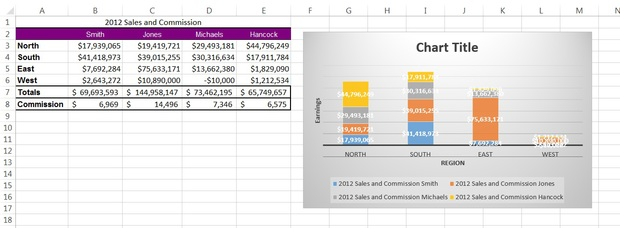 A B C D E F G H I J K L M N
1 2012 Sales and Commission
2 Smith Jones Michaels Hancock
3 North $17,939,065 $19,419,721 $29,493,181 $44,796,249
4 South $41,418,973 $39,015,255 $30,316,634 $17,911,784
5 East $7,692,284 $75,633,171 $13,662,380 $1,829,090
6 West $2,643,272 $10,890,000 -$10,000 $1,212,534
7 Totals $ 69,693,593 $ 144,958,147 $ 73,462,195 $ 65,749,657
8 Commission $ 6,969 $ 14,496 $ 7,346 $ 6,575
9
10
11
12
13
14
15
16
17
18
Chart Title
Earnings
$44,796,249
$29,493,181
$19,419,721
$17,939,065
$17,911,784
$30,316,634
$39,015,255
$41,418,973
$75,633,171
$7,692,284
NORTH SOUTH EAST WEST
REGION
2012 Sales and Commission Smith 2012 Sales and Commission Jones
2012 Sales and Commission Michaels 2012 Sales and Commission Hancock